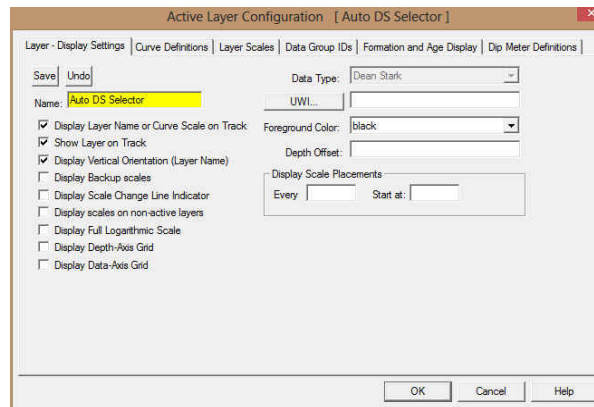 Active Layer Configuration [ Auto DS Selector ]
Layer - Display Settings Curve Definitions Layer Scales Data Group IDs Formation and Age Display Dip Meter Definitions
Save Undo
Name: Auto DS Selector
Display Layer Name or Curve Scale on Track
Show Layer on Track
Display Vertical Orientation (Layer Name)
Display Backup scales
Display Scale Change Line Indicator
Display scales on non-active layers
Display Full Logarithmic Scale
Display Depth-Axis Grid
Display Data-Axis Grid
Data Type: Dean Stark
UWI...
Foreground Color: black
Depth Offset:
Display Scale Placements
Every Start at:
OK Cancel Help